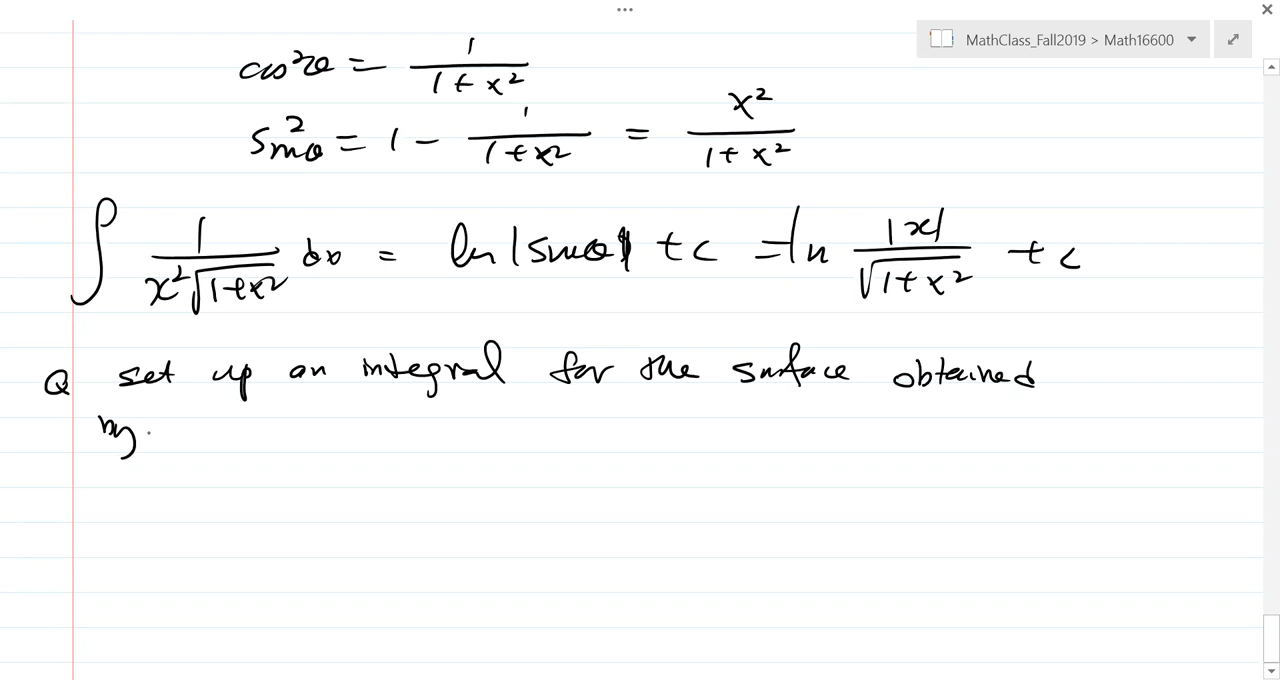 MathClass_Fall2019 > Math16600
cos²θ = 1/(1+x²)
sin²θ = 1 - 1/(1+x²) = x²/(1+x²)
∫ 1/(x²√(1+x²)) dx = ln|sinθ| + c = ln |x|/√(1+x²) + c
Q set up an integral for the surface obtained
by